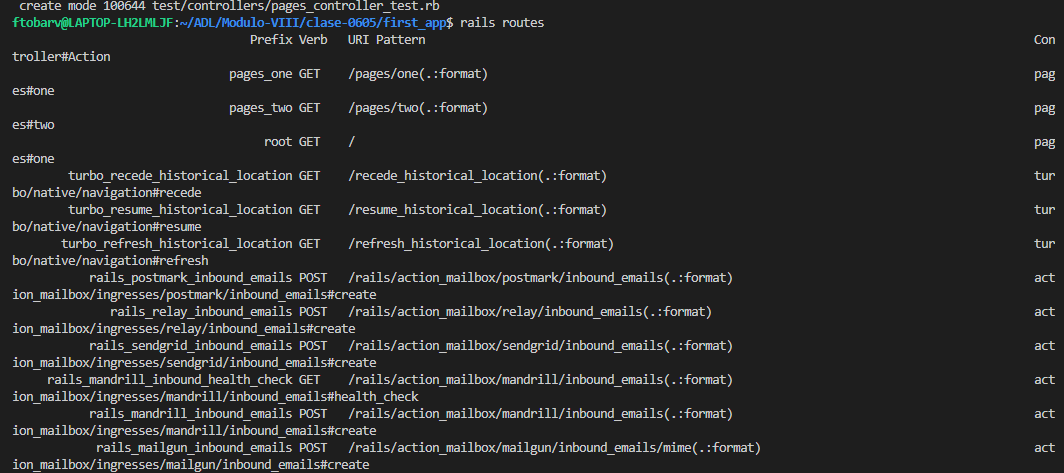 create mode 100644 test/controllers/pages_controller_test.rb
ftobarv@LAPTOP-LH2LMLJF:~/ADL/Modulo-VIII/clase-0605/first_app$ rails routes
Prefix Verb URI Pattern Con
troller#Action
pages_one GET /pages/one(.:format) pag
es#one
pages_two GET /pages/two(.:format) pag
es#two
root GET / pag
es#one
turbo_recede_historical_location GET /recede_historical_location(.:format) tur
bo/native/navigation#recede
turbo_resume_historical_location GET /resume_historical_location(.:format) tur
bo/native/navigation#resume
turbo_refresh_historical_location GET /refresh_historical_location(.:format) tur
bo/native/navigation#refresh
rails_postmark_inbound_emails POST /rails/action_mailbox/postmark/inbound_emails(.:format) act
ion_mailbox/ingresses/postmark/inbound_emails#create
rails_relay_inbound_emails POST /rails/action_mailbox/relay/inbound_emails(.:format) act
ion_mailbox/ingresses/relay/inbound_emails#create
rails_sendgrid_inbound_emails POST /rails/action_mailbox/sendgrid/inbound_emails(.:format) act
ion_mailbox/ingresses/sendgrid/inbound_emails#create
rails_mandrill_inbound_health_check GET /rails/action_mailbox/mandrill/inbound_emails(.:format) act
ion_mailbox/ingresses/mandrill/inbound_emails#health_check
rails_mandrill_inbound_emails POST /rails/action_mailbox/mandrill/inbound_emails(.:format) act
ion_mailbox/ingresses/mandrill/inbound_emails#create
rails_mailgun_inbound_emails POST /rails/action_mailbox/mailgun/inbound_emails/mime(.:format) act
ion_mailbox/ingresses/mailgun/inbound_emails#create